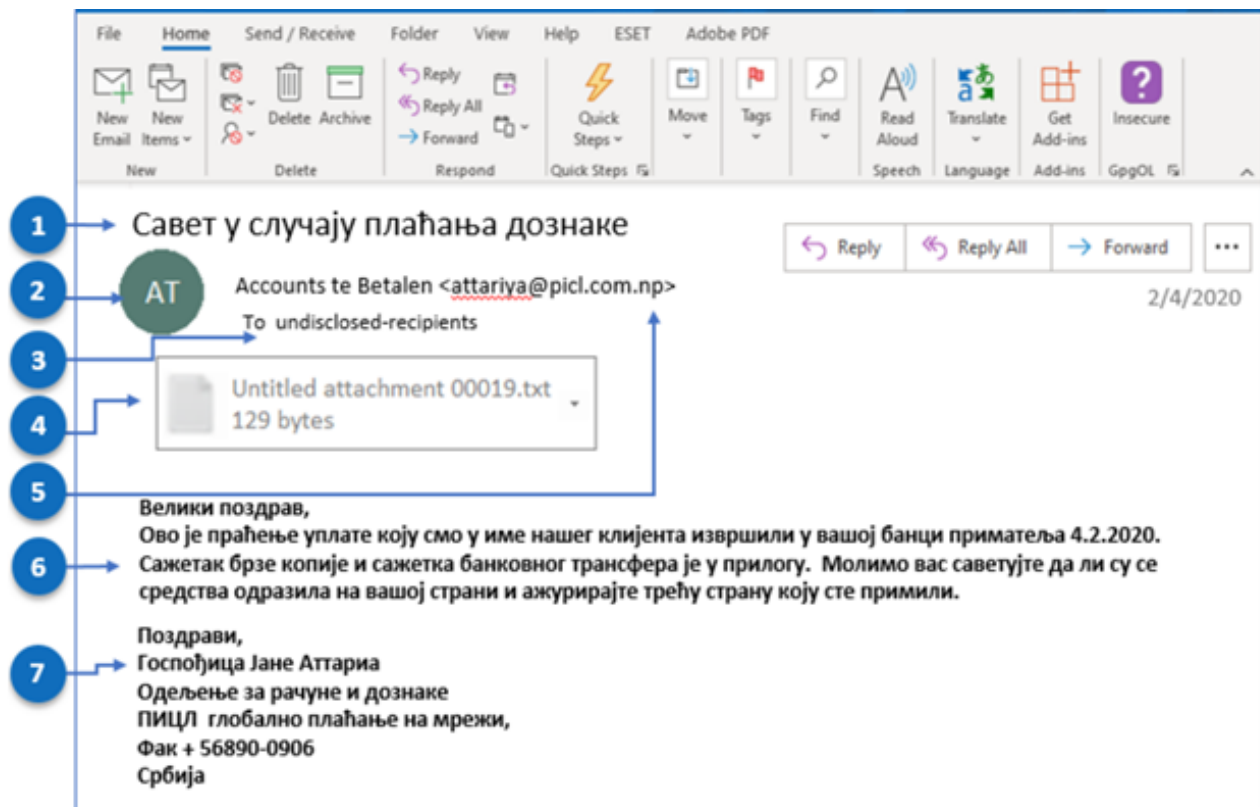 File Home Send / Receive Folder View Help ESET Adobe PDF
New Email
New Items
Delete
Archive
Reply
Reply All
Forward
Quick Steps
Move
Tags
Find
Read Aloud
Translate
Get Add-ins
Insecure
New Delete Respond Quick Steps Speech Language Add-ins GpgOL
1
Савет у случају плаћања дознаке
Reply Reply All Forward ...
2
AT
Accounts te Betalen <attariya@picl.com.np>
2/4/2020
To undisclosed-recipients
3
Untitled attachment 00019.txt
129 bytes
4
5
Велики поздрав,
Ово је праћење уплате коју смо у име нашег клијента извршили у вашој банци приматеља 4.2.2020.
6
Сажетак брзе копије и сажетка банковног трансфера је у прилогу. Молимо вас саветујте да ли су се
средства одразила на вашој страни и ажурирајте трећу страну коју сте примили.
Поздрави,
7
Госпођица Јане Аттариа
Одељење за рачуне и дознаке
ПИЦЛ глобално плаћање на мрежи,
Фак + 56890-0906
Србија